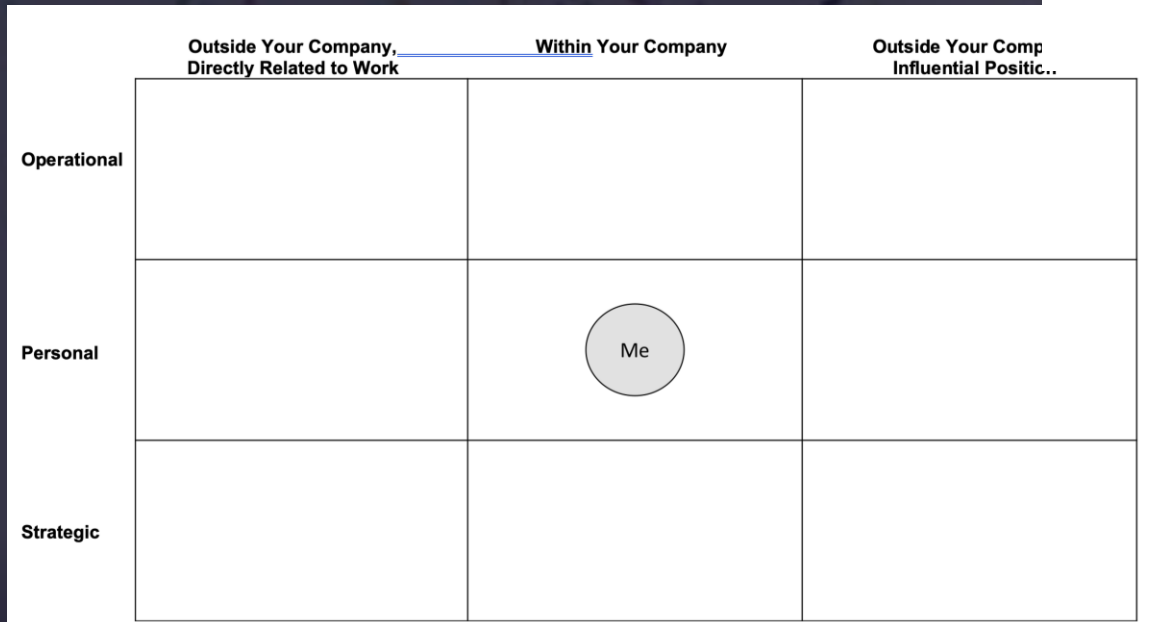 Outside Your Company, Within Your Company Outside Your Comp
Directly Related to Work Influential Positic..
Operational
Personal
Me
Strategic